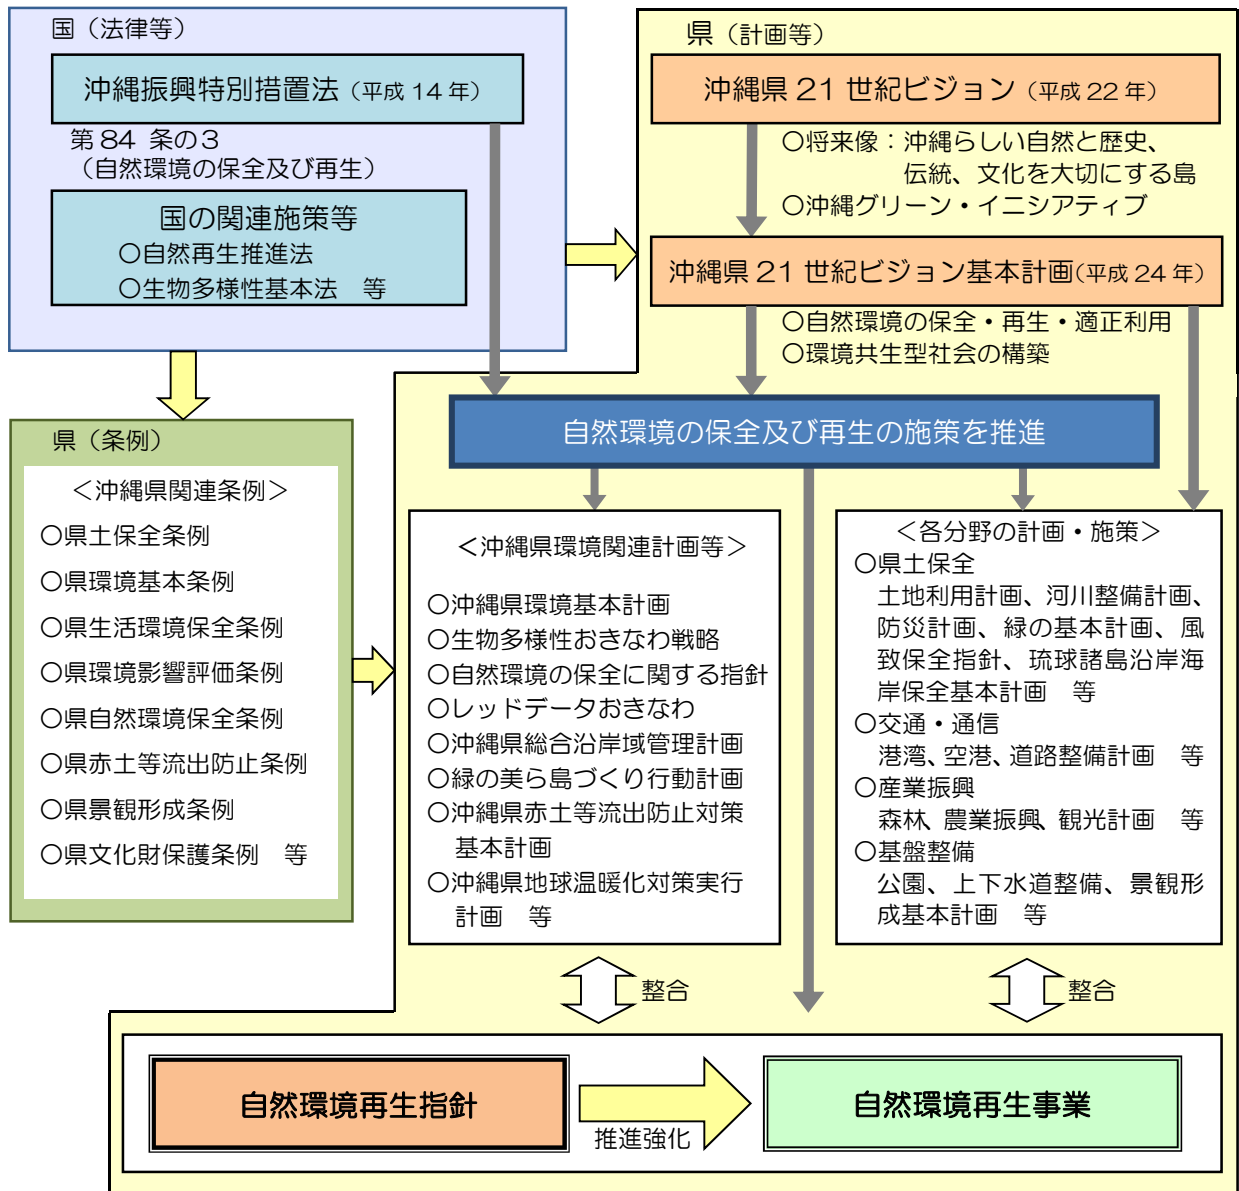 国（法律等）
沖縄振興特別措置法（平成 14 年）
第 84 条の３
（自然環境の保全及び再生）
国の関連施策等
○自然再生推進法
○生物多様性基本法　等
県（計画等）
沖縄県 21 世紀ビジョン（平成 22 年）
○将来像：沖縄らしい自然と歴史、
伝統、文化を大切にする島
○沖縄グリーン・イニシアティブ
沖縄県 21 世紀ビジョン基本計画（平成 24 年）
○自然環境の保全・再生・適正利用
○環境共生型社会の構築
自然環境の保全及び再生の施策を推進
県（条例）
＜沖縄県関連条例＞
○県土保全条例
○県環境基本条例
○県生活環境保全条例
○県環境影響評価条例
○県自然環境保全条例
○県赤土等流出防止条例
○県景観形成条例
○県文化財保護条例　等
＜沖縄県環境関連計画等＞
○沖縄県環境基本計画
○生物多様性おきなわ戦略
○自然環境の保全に関する指針
○レッドデータおきなわ
○沖縄県総合沿岸域管理計画
○緑の美ら島づくり行動計画
○沖縄県赤土等流出防止対策
基本計画
○沖縄県地球温暖化対策実行
計画　等
＜各分野の計画・施策＞
○県土保全
土地利用計画、河川整備計画、
防災計画、緑の基本計画、風
致保全指針、琉球諸島沿岸海
岸保全基本計画　等
○交通・通信
港湾、空港、道路整備計画　等
○産業振興
森林、農業振興、観光計画　等
○基盤整備
公園、上下水道整備、景観形
成基本計画　等
整合
整合
自然環境再生指針
推進強化
自然環境再生事業